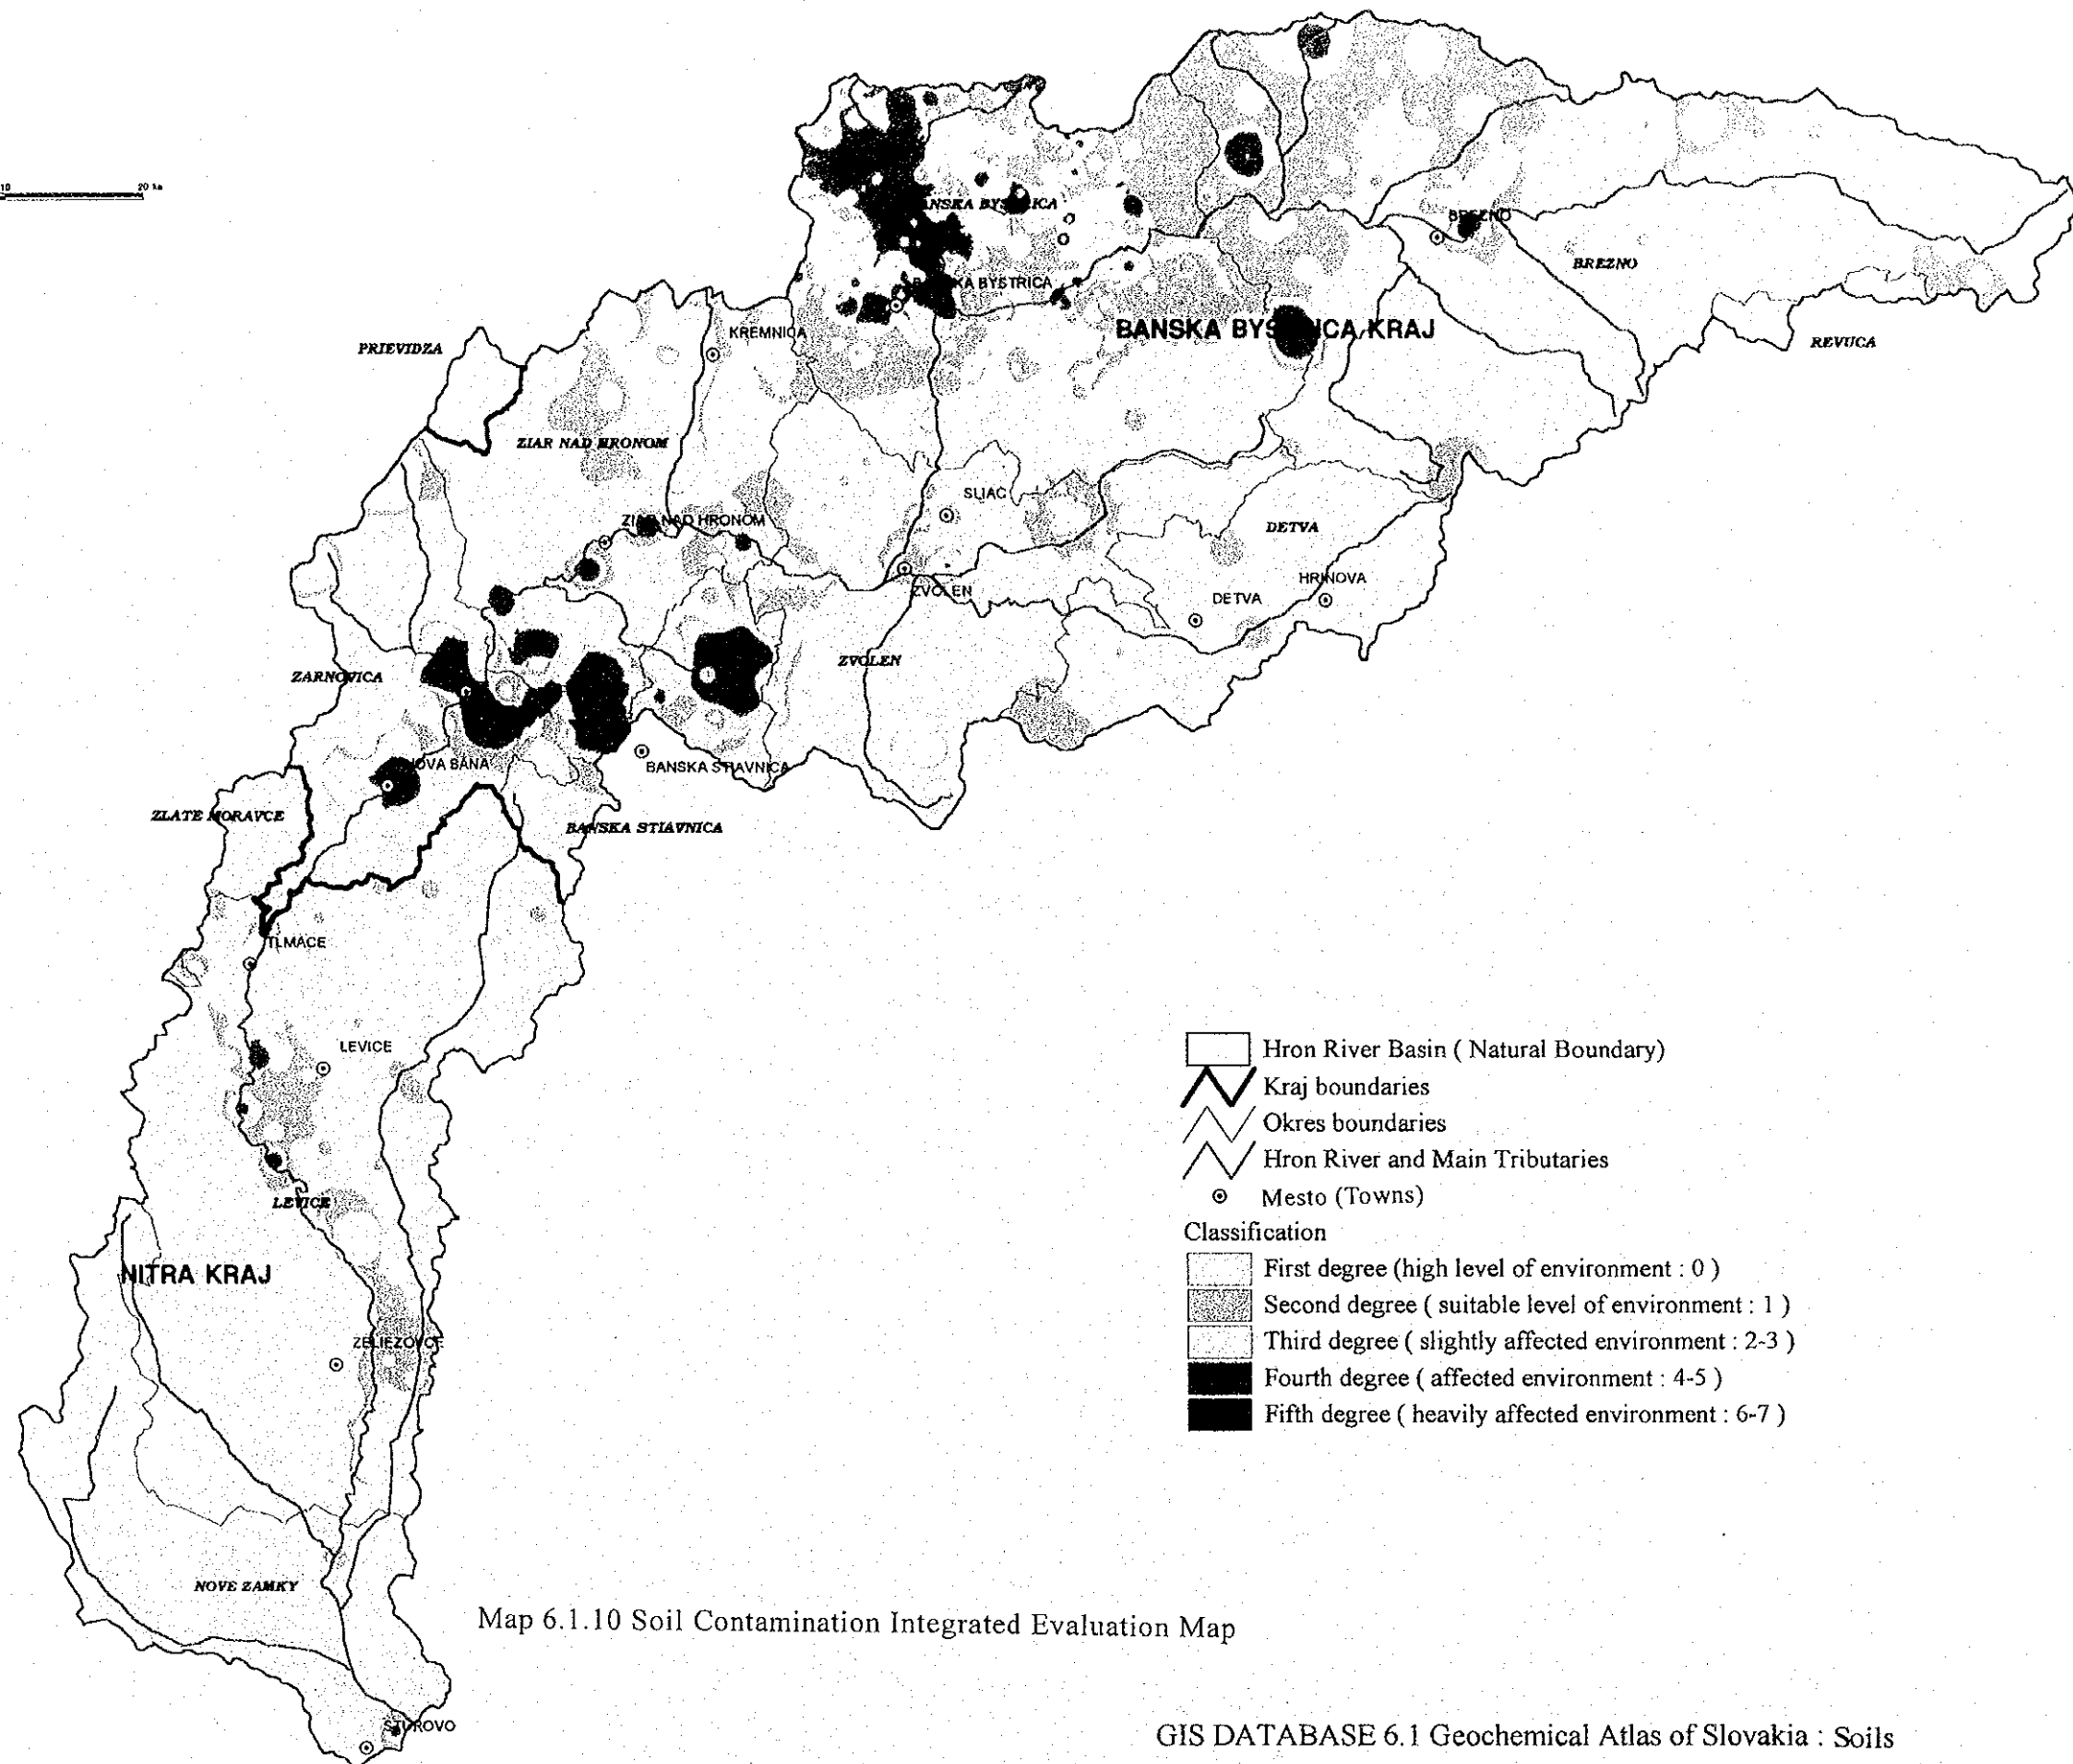 10 20 km
BANSKA BYSTRICA
BREZNO
BREZNO
BANSKA BYSTRICA
BANSKA BYSTRICA KRAJ
KREMNICA
PRIEVIDZA
REVUCA
ZIAR NAD HRONOM
SLIAC
ZIAR NAD HRONOM
DETVA
HRINOVA
ZVOLEN
DETVA
ZVOLEN
ZARNOVICA
NOVA BANA
BANSKA STIAVNICA
ZLATE MORAVCE
BANSKA STIAVNICA
TLMACE
LEVICE
LEVICE
NITRA KRAJ
ZELIEZOVCE
NOVE ZAMKY
STUROVO
Hron River Basin ( Natural Boundary)
Kraj boundaries
Okres boundaries
Hron River and Main Tributaries
Mesto (Towns)
Classification
First degree (high level of environment : 0 )
Second degree ( suitable level of environment : 1 )
Third degree ( slightly affected environment : 2-3 )
Fourth degree ( affected environment : 4-5 )
Fifth degree ( heavily affected environment : 6-7 )
Map 6.1.10 Soil Contamination Integrated Evaluation Map
GIS DATABASE 6.1 Geochemical Atlas of Slovakia : Soils